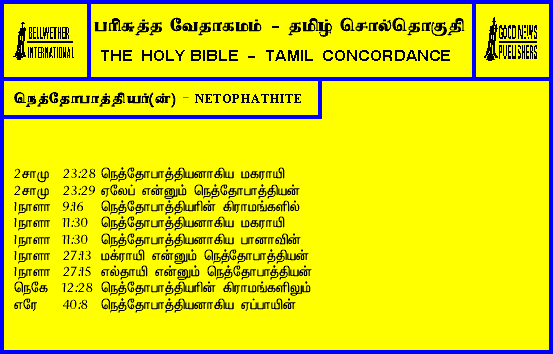 BELLWETHER
INTERNATIONAL
பரிசுத்த வேதாகமம் - தமிழ் சொல்தொகுதி
THE HOLY BIBLE - TAMIL CONCORDANCE
GOOD NEWS
PUBLISHERS
நெத்தோபாத்தியர்(ன்) - NETOPHATHITE
2சாமு 23:28 நெத்தோபாத்தியனாகிய மகராயி
2சாமு 23:29 ஏலேப் என்னும் நெத்தோபாத்தியன்
1நாளா 9:16 நெத்தோபாத்தியரின் கிராமங்களில்
1நாளா 11:30 நெத்தோபாத்தியனாகிய மகராயி
1நாளா 11:30 நெத்தோபாத்தியனாகிய பானாவின்
1நாளா 27:13 மக்ராயி என்னும் நெத்தோபாத்தியன்
1நாளா 27:15 எல்தாயி என்னும் நெத்தோபாத்தியன்
நெகே 12:28 நெத்தோபாத்தியரின் கிராமங்களிலும்
எரே 40:8 நெத்தோபாத்தியனாகிய ஏப்பாயின்